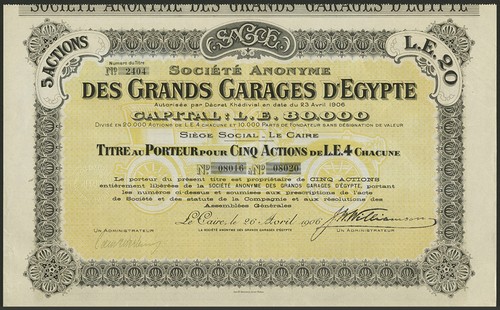 SOCIÉTÉ ANONYME DES GRANDS GARAGES D'EGYPTE
SAGGE
5 ACTIONS
L.E. 20
Numéro du Titre
Nº 2404
SOCIÉTÉ ANONYME
DES GRANDS GARAGES D'EGYPTE
Autorisée par Décret Khédivial en date du 23 Avril 1906
CAPITAL: L.E. 80.000
DIVISÉ EN 20.000 ACTIONS DE L.E.4 CHACUNE ET 10.000 PARTS DE FONDATEUR SANS DÉSIGNATION DE VALEUR
SIÈGE SOCIAL: LE CAIRE
TITRE AU PORTEUR POUR CINQ ACTIONS DE L.E.4 CHACUNE
Nº 08016 à Nº 08020
Le porteur du présent titre est propriétaire de CINQ ACTIONS
entièrement libérées de la SOCIÉTÉ ANONYME DES GRANDS GARAGES D'EGYPTE, portant
les numéros ci-dessus et soumises aux prescriptions de l'acte
de Société et des statuts de la Compagnie et aux résolutions des
Assemblées Générales
Le Caire, le 26 Avril 1906
UN ADMINISTRATEUR
LA SOCIÉTÉ ANONYME DES GRANDS GARAGES D'EGYPTE
UN ADMINISTRATEUR